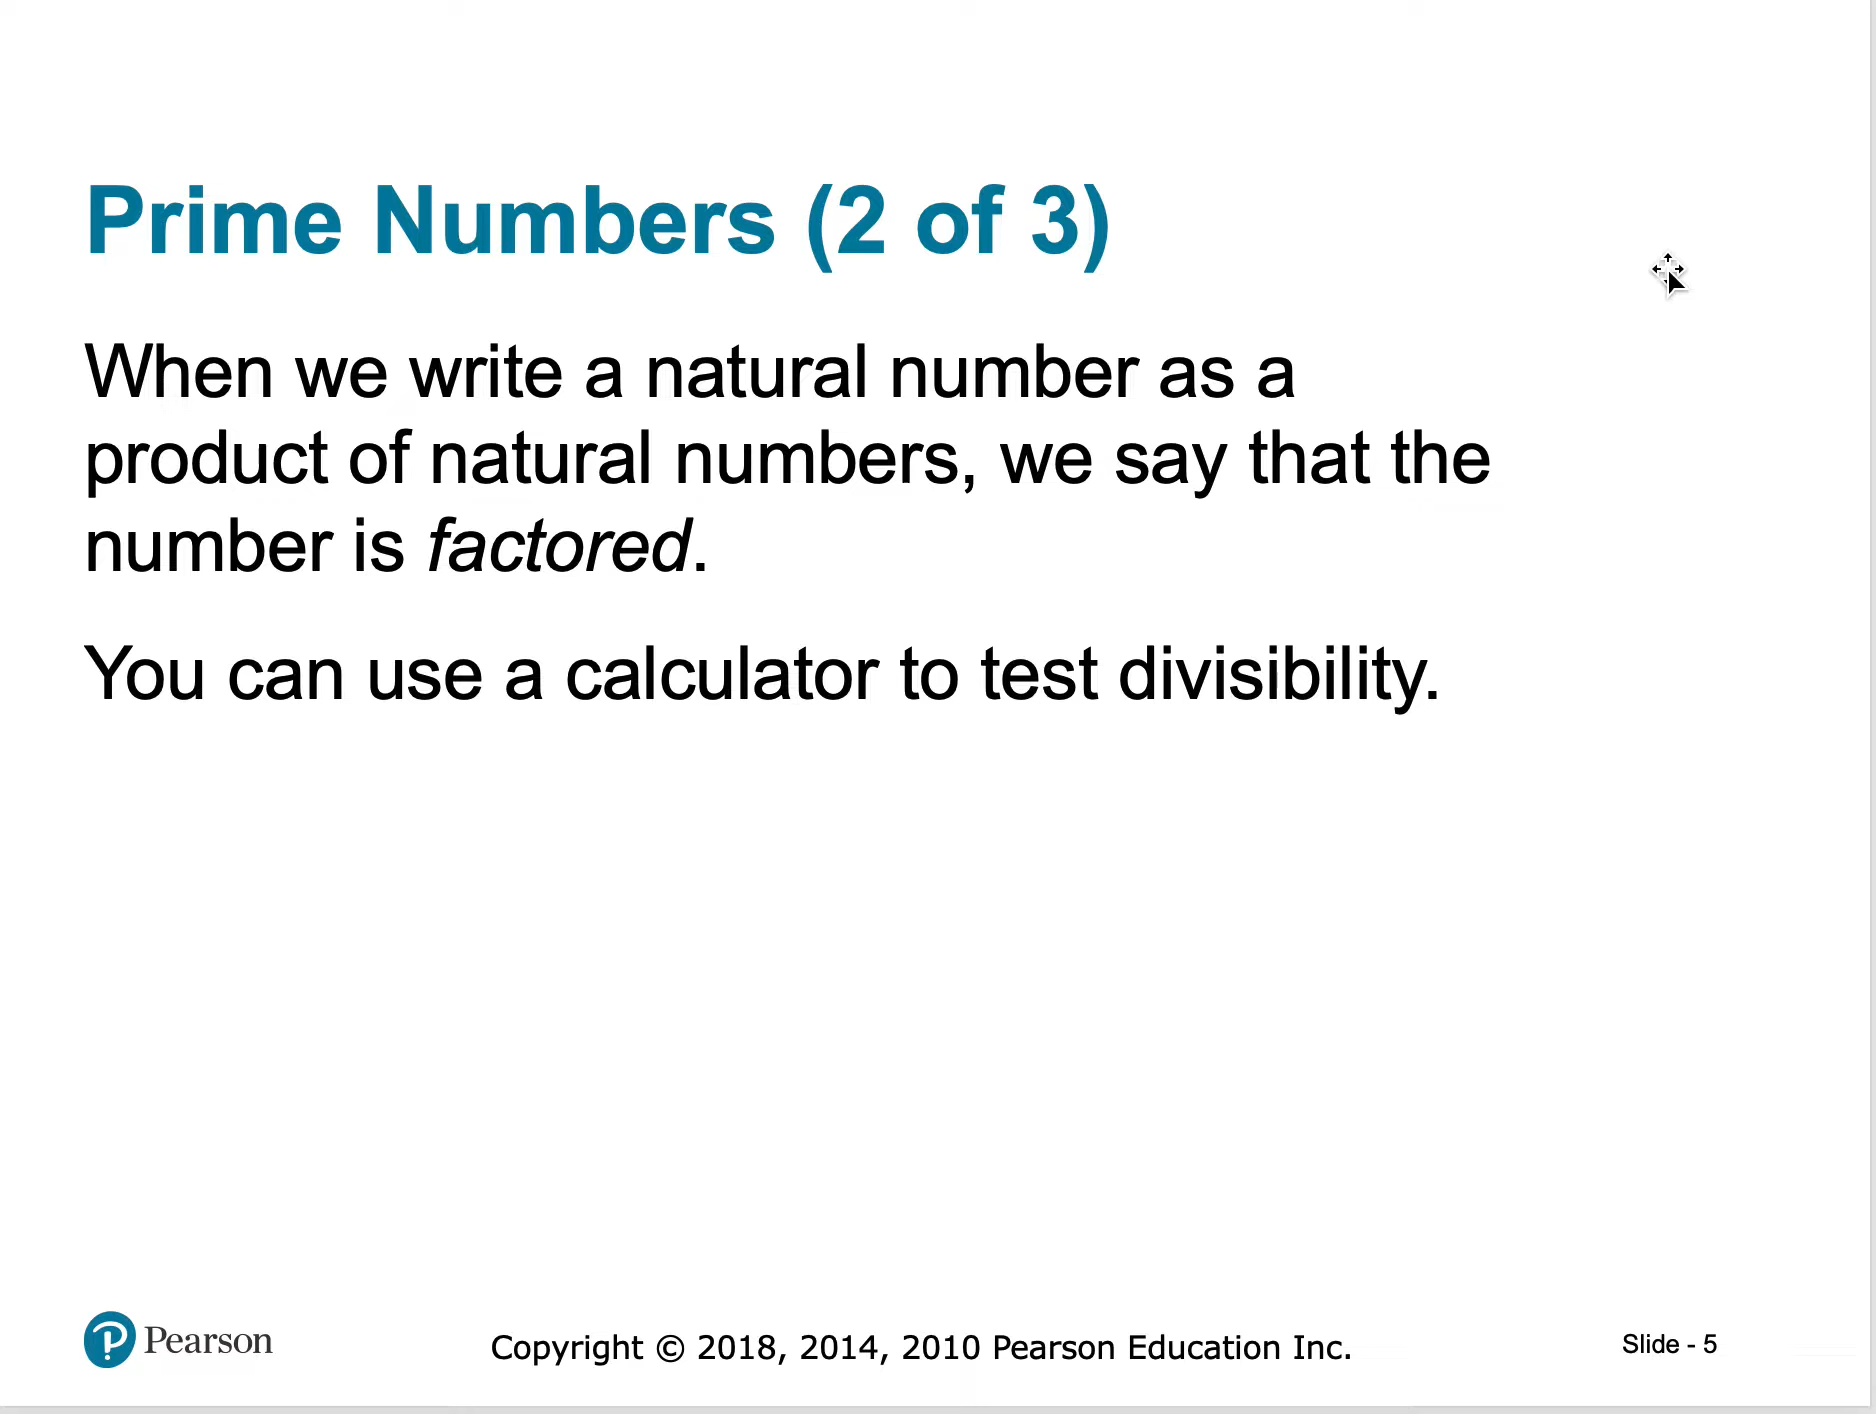 Prime Numbers (2 of 3)
When we write a natural number as a
product of natural numbers, we say that the
number is factored.
You can use a calculator to test divisibility.
Pearson
Copyright © 2018, 2014, 2010 Pearson Education Inc.
Slide - 5